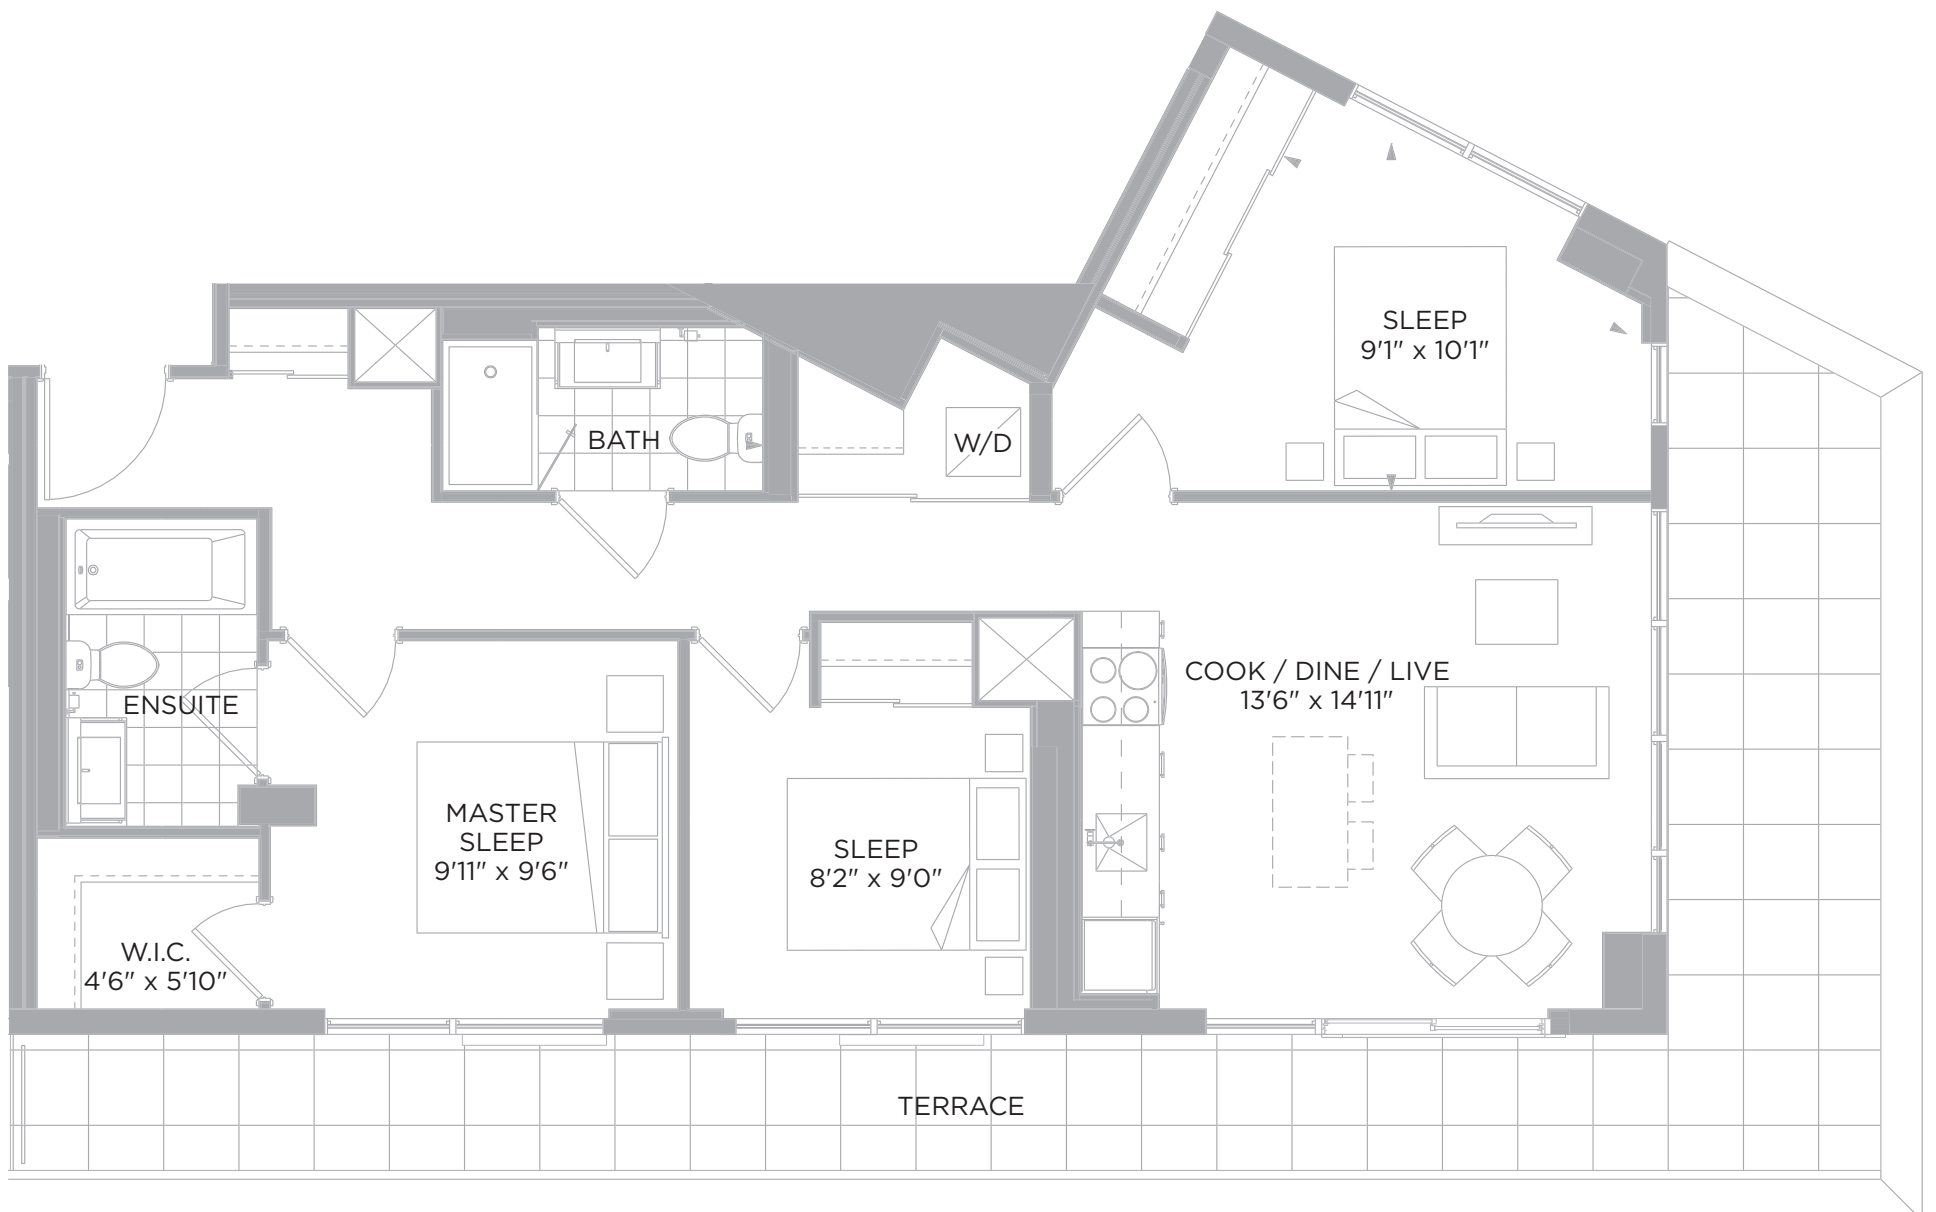 SLEEP
9'1" x 10'1"
BATH
W/D
COOK / DINE / LIVE
13'6" x 14'11"
ENSUITE
MASTER
SLEEP
9'11" x 9'6"
SLEEP
8'2" x 9'0"
W.I.C.
4'6" x 5'10"
TERRACE